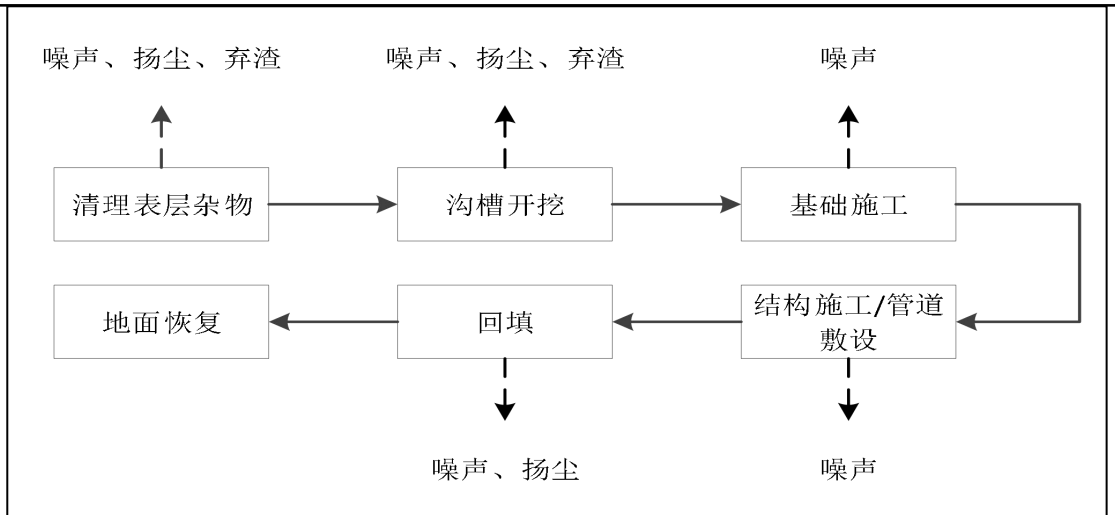 噪声、扬尘、弃渣
噪声、扬尘、弃渣
噪声
清理表层杂物
沟槽开挖
基础施工
地面恢复
回填
结构施工/管道
敷设
噪声、扬尘
噪声